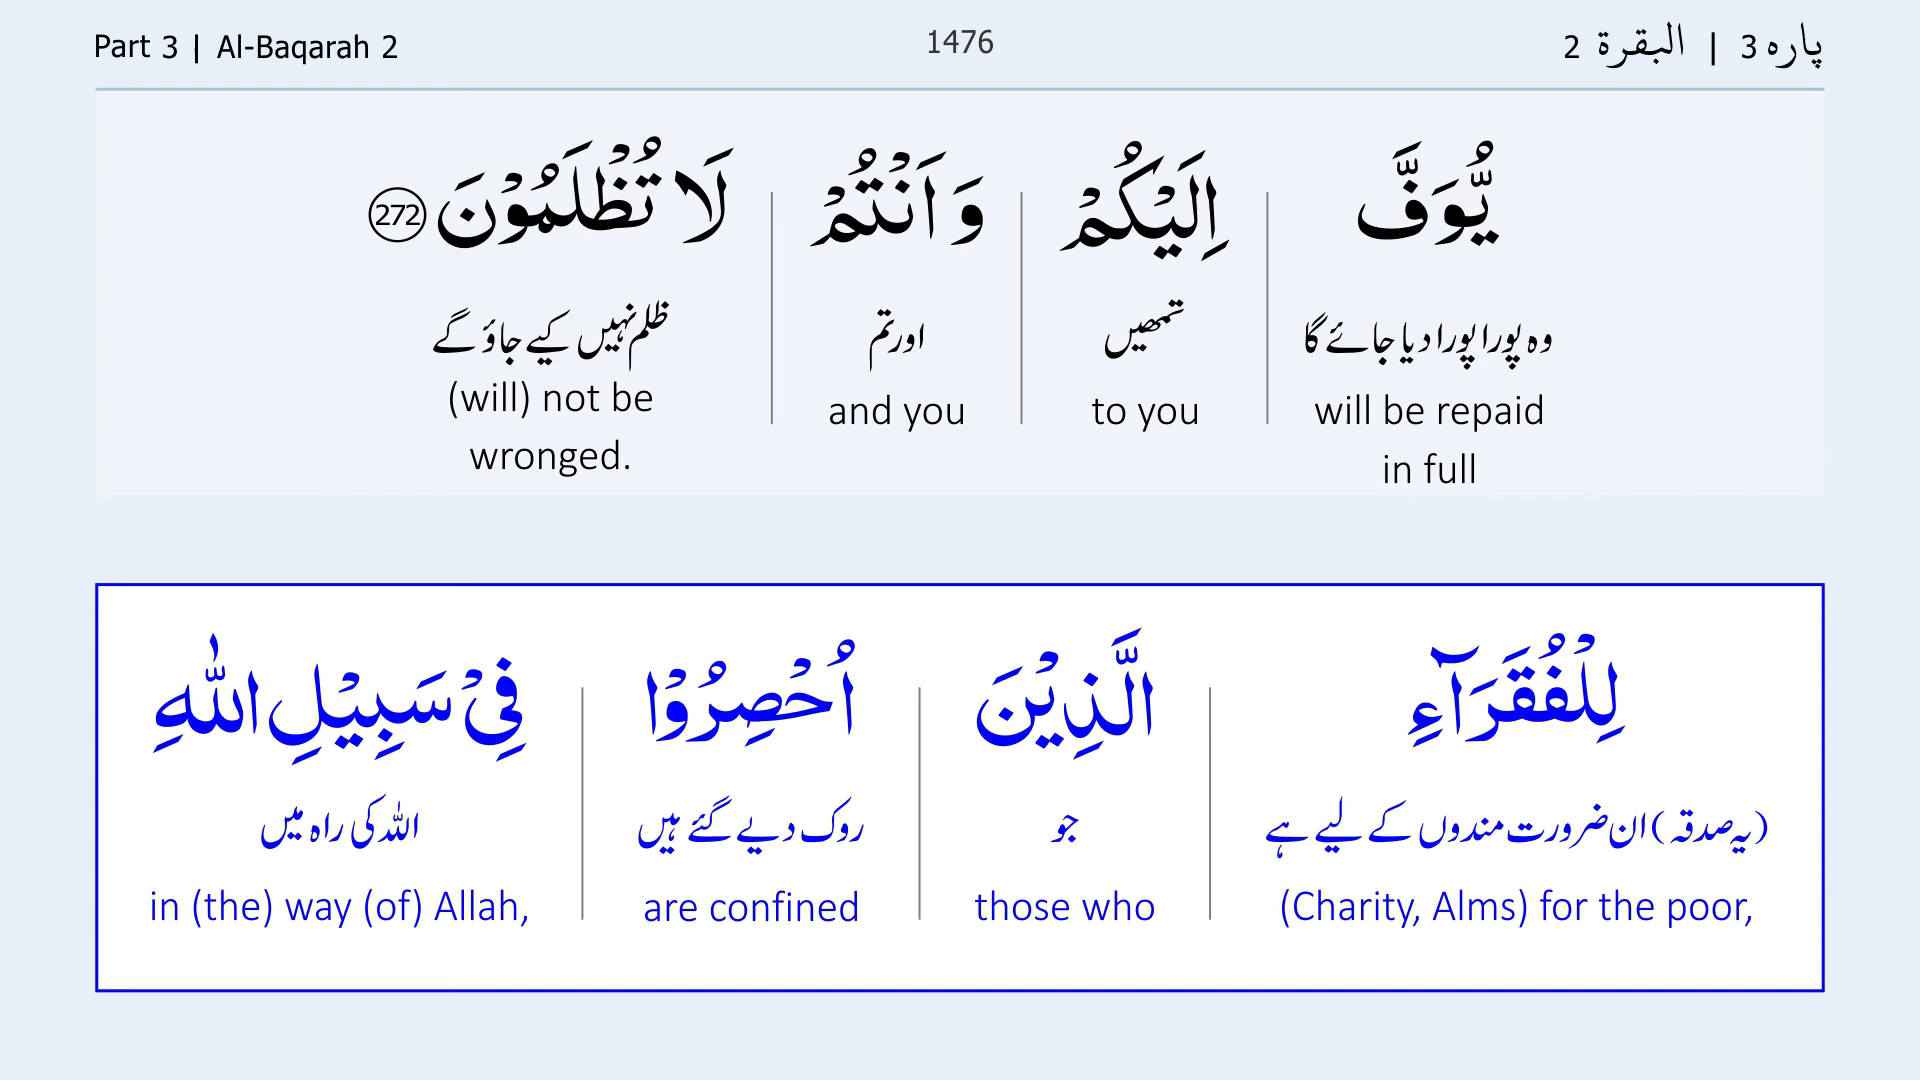 Part 3 | Al-Baqarah 2
1476
پارہ 3 | البقرة 2
يُّوَفَّ اِلَيْكُمْ وَ اَنْتُمْ لَا تُظْلَمُوْنَ 272
وہ پورا پورا دیا جائے گا تمھیں اور تم ظلم نہیں کیے جاؤ گے
will be repaid in full
to you
and you
(will) not be wronged.
لِلْفُقَرَآءِ الَّذِيْنَ اُحْصِرُوْا فِيْ سَبِيْلِ اللّٰهِ
(یہ صدقہ) ان ضرورت مندوں کے لیے ہے جو روک دیے گئے ہیں اللہ کی راہ میں
(Charity, Alms) for the poor,
those who
are confined
in (the) way (of) Allah,